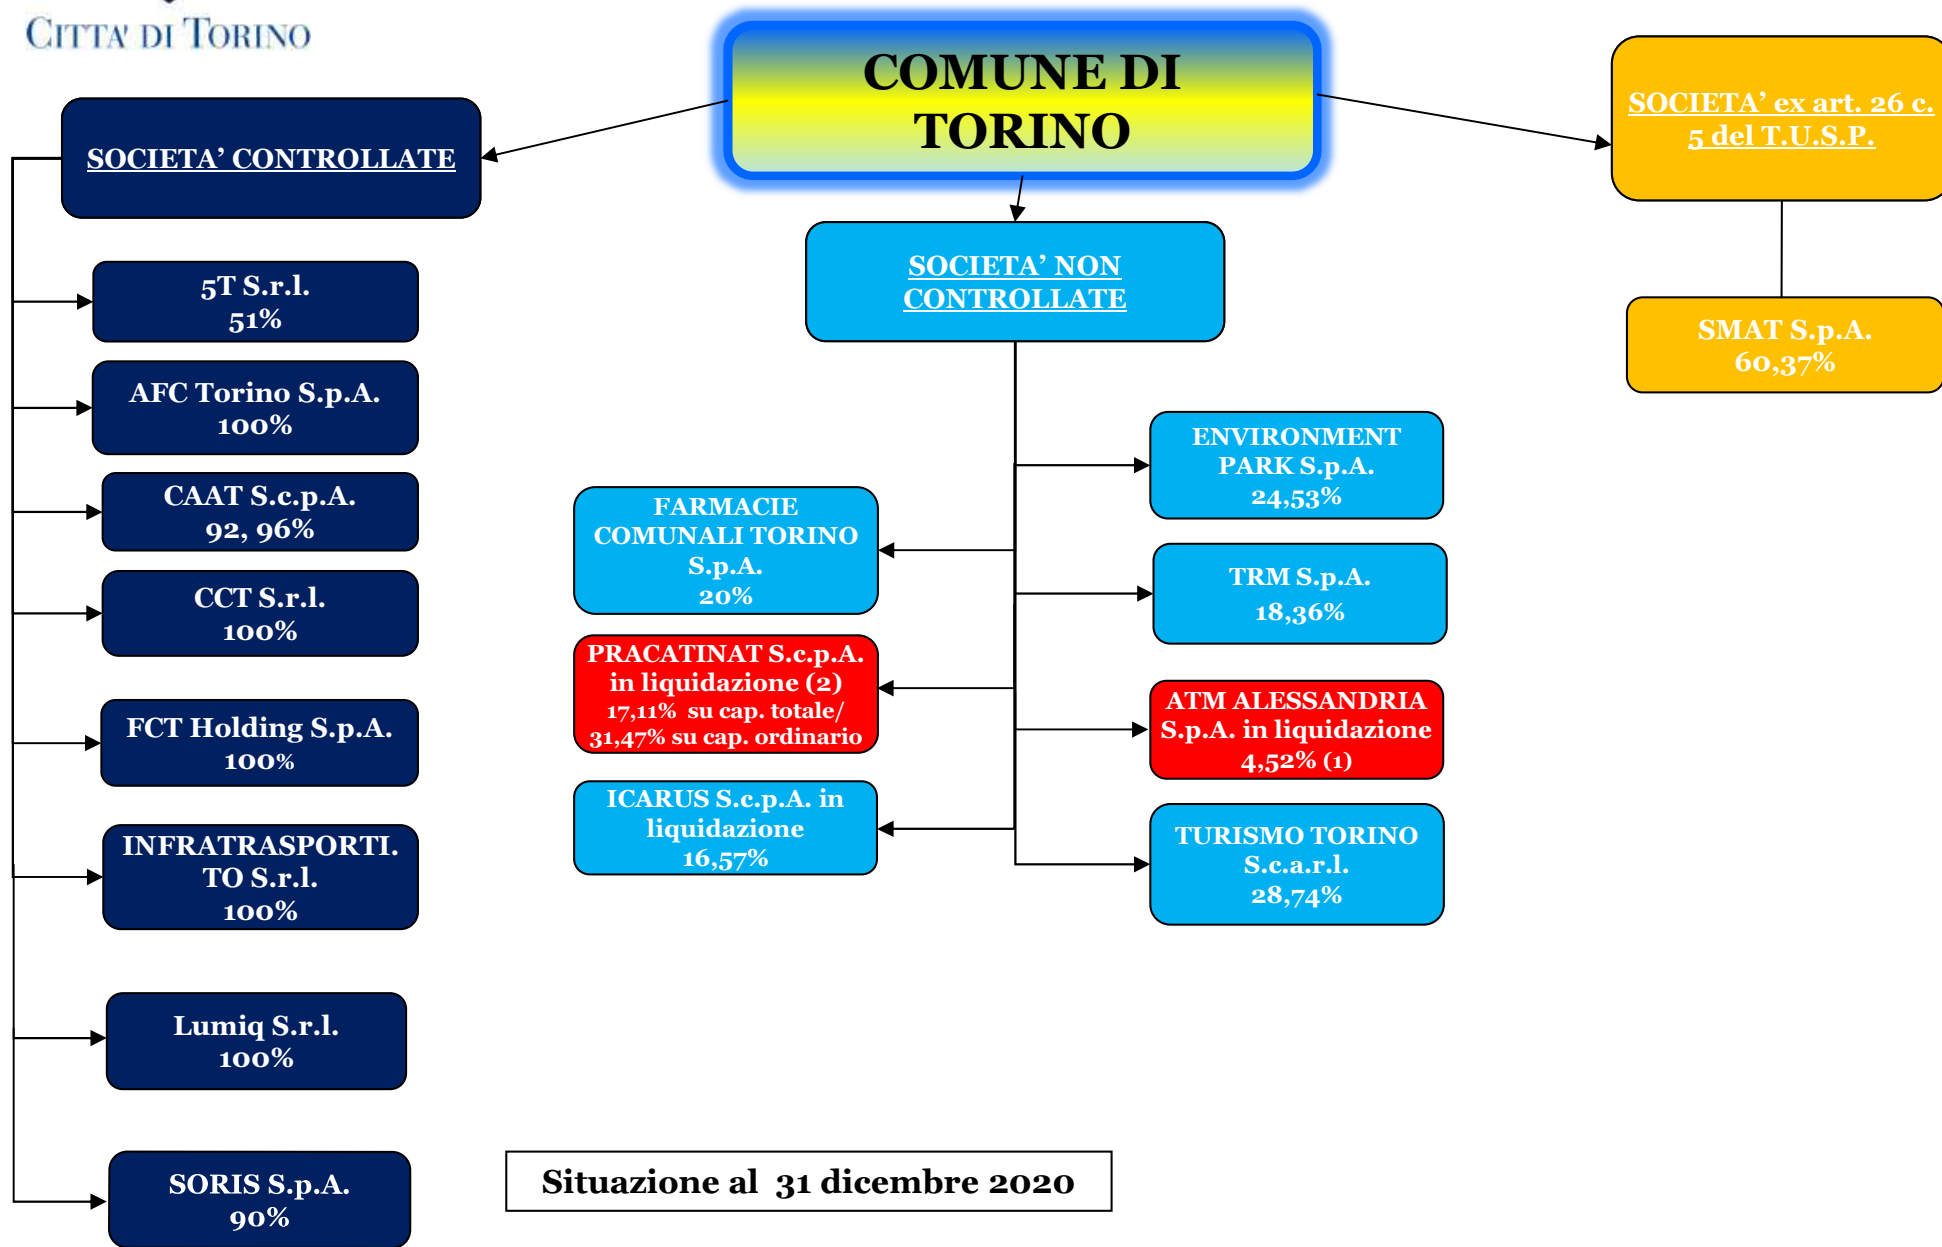 CITTA' DI TORINO
COMUNE DI
TORINO
SOCIETA' CONTROLLATE
5T S.r.l.
51%
AFC Torino S.p.A.
100%
CAAT S.c.p.A.
92, 96%
CCT S.r.l.
100%
FCT Holding S.p.A.
100%
INFRATRASPORTI.
TO S.r.l.
100%
Lumiq S.r.l.
100%
SORIS S.p.A.
90%
SOCIETA' NON
CONTROLLATE
FARMACIE
COMUNALI TORINO
S.p.A.
20%
PRACATINAT S.c.p.A.
in liquidazione (2)
17,11% su cap. totale/
31,47% su cap. ordinario
ICARUS S.c.p.A. in
liquidazione
16,57%
ENVIRONMENT
PARK S.p.A.
24,53%
TRM S.p.A.
18,36%
ATM ALESSANDRIA
S.p.A. in liquidazione
4,52% (1)
TURISMO TORINO
S.c.a.r.l.
28,74%
SOCIETA' ex art. 26 c.
5 del T.U.S.P.
SMAT S.p.A.
60,37%
Situazione al 31 dicembre 2020